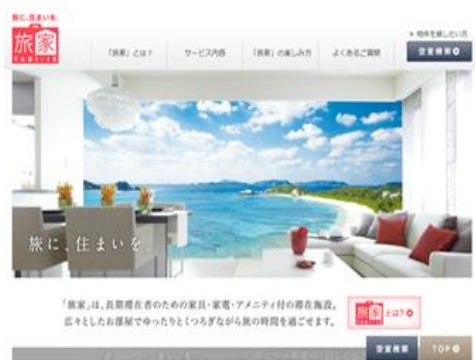 旅に、住まいを。
旅家
TABI-IE
「旅家」とは？
サービス内容
「旅家」の楽しみ方
よくあるご質問
物件を貸したい方
空室検索
旅に、住まいを。
「旅家」は、長期滞在者のための家具・家電・アメニティ付の滞在施設。
広々としたお部屋でゆったりとくつろぎながら旅の時間を過ごせます。
旅家 とは？
空室検索
TOP